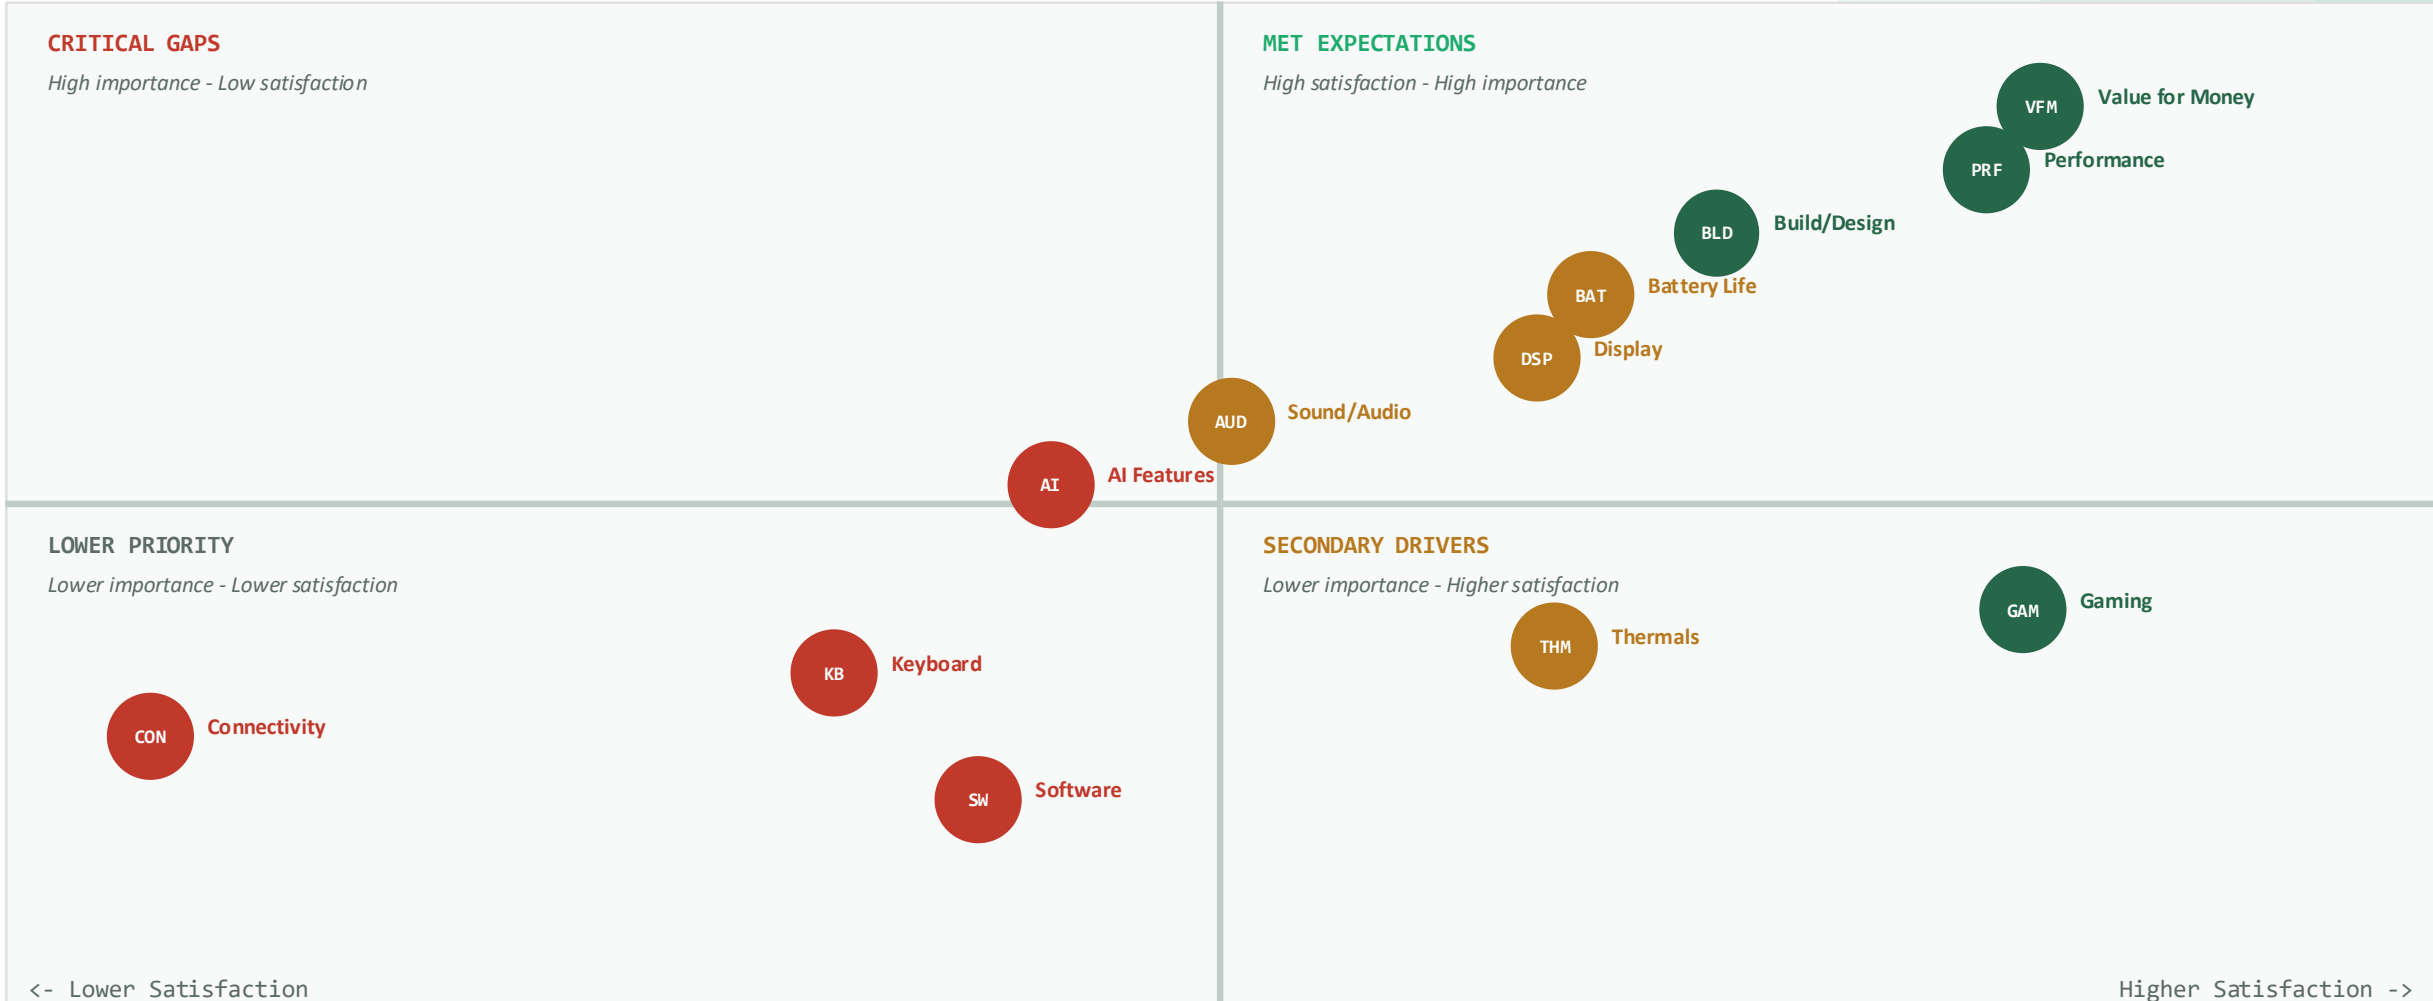 CRITICAL GAPS
High importance - Low satisfaction
MET EXPECTATIONS
High satisfaction - High importance
VFM
Value for Money
PRF
Performance
BLD
Build/Design
BAT
Battery Life
DSP
Display
AUD
Sound/Audio
AI
AI Features
LOWER PRIORITY
Lower importance - Lower satisfaction
SECONDARY DRIVERS
Lower importance - Higher satisfaction
GAM
Gaming
THM
Thermals
KB
Keyboard
CON
Connectivity
SW
Software
<- Lower Satisfaction
Higher Satisfaction ->